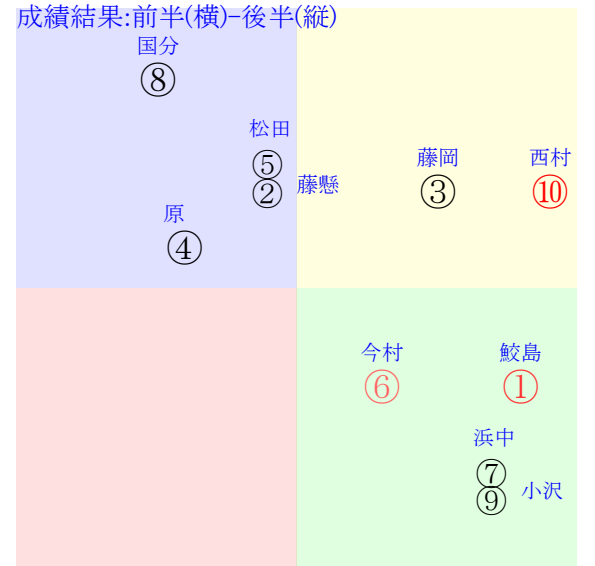 成績結果:前半(横)-後半(縦)
国分
⑧
松田
⑤
② 藤懸
藤岡
③
西村
⑩
原
④
今村
⑥
鮫島
①
浜中
⑦
⑨ 小沢